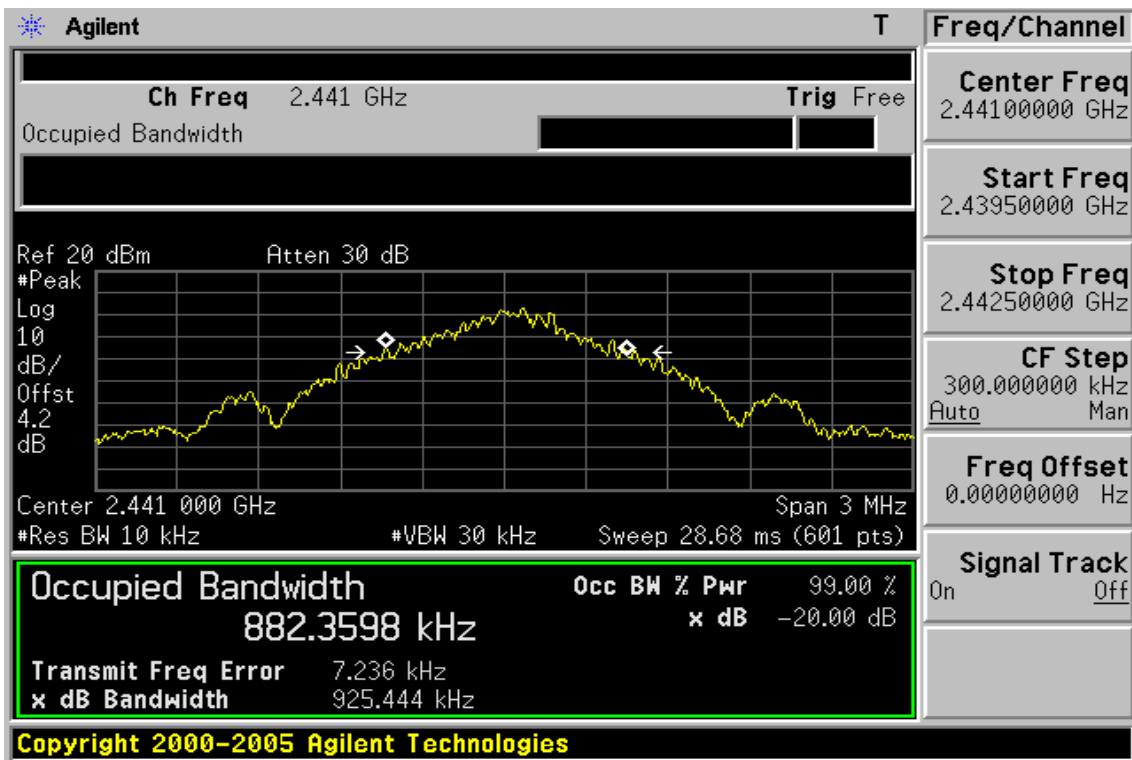 Agilent T
Ch Freq 2.441 GHz Trig Free
Occupied Bandwidth
Ref 20 dBm Atten 30 dB
#Peak
Log
10
dB/
Offst
4.2
dB
Center 2.441 000 GHz Span 3 MHz
#Res BW 10 kHz #VBW 30 kHz Sweep 28.68 ms (601 pts)
Occupied Bandwidth
882.3598 kHz
Occ BW % Pwr 99.00 %
x dB -20.00 dB
Transmit Freq Error 7.236 kHz
x dB Bandwidth 925.444 kHz
Copyright 2000-2005 Agilent Technologies
Freq/Channel
Center Freq
2.44100000 GHz
Start Freq
2.43950000 GHz
Stop Freq
2.44250000 GHz
CF Step
300.000000 kHz
Auto Man
Freq Offset
0.00000000 Hz
Signal Track
On Off